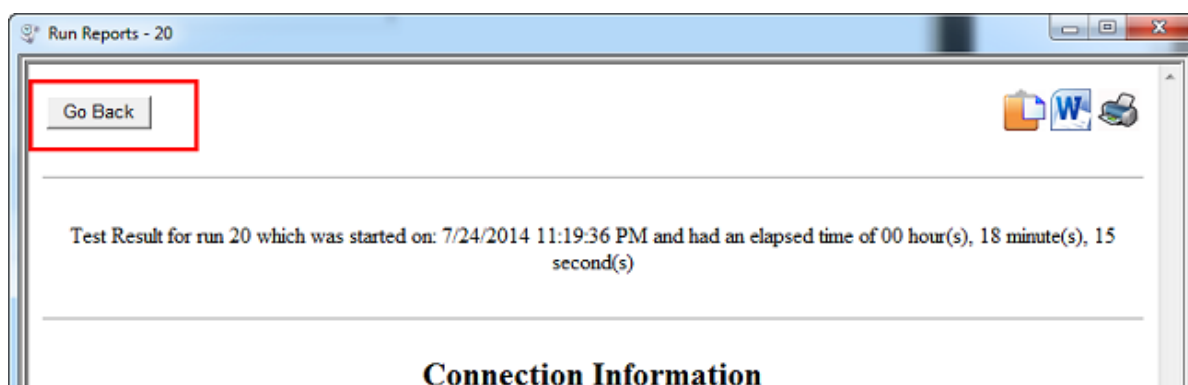 Run Reports - 20
Go Back
W
Test Result for run 20 which was started on: 7/24/2014 11:19:36 PM and had an elapsed time of 00 hour(s), 18 minute(s), 15
second(s)
Connection Information